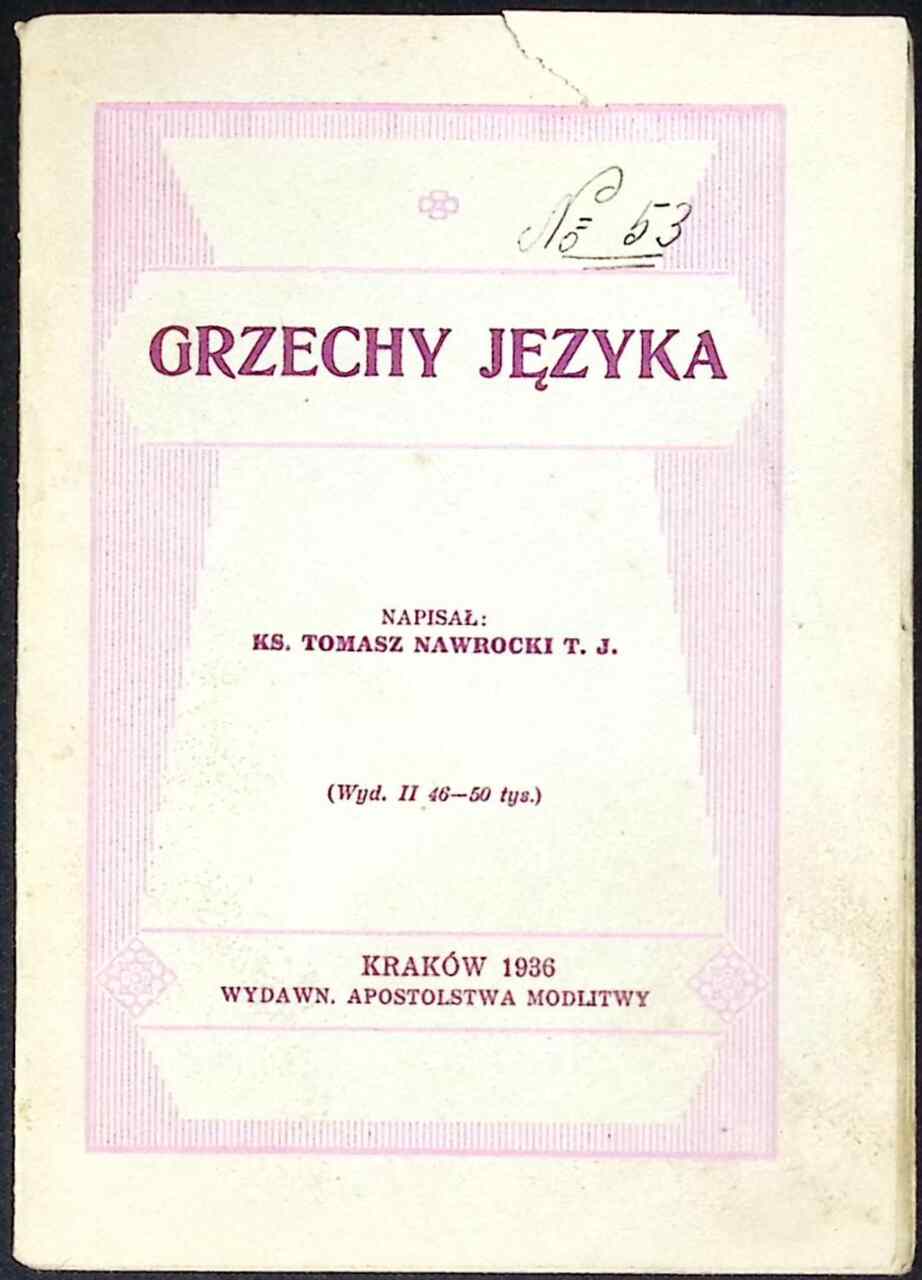 № 53
GRZECHY JĘZYKA
NAPISAŁ:
KS. TOMASZ NAWROCKI T. J.
(Wyd. II 46—50 tys.)
KRAKÓW 1936
WYDAWN. APOSTOLSTWA MODLITWY